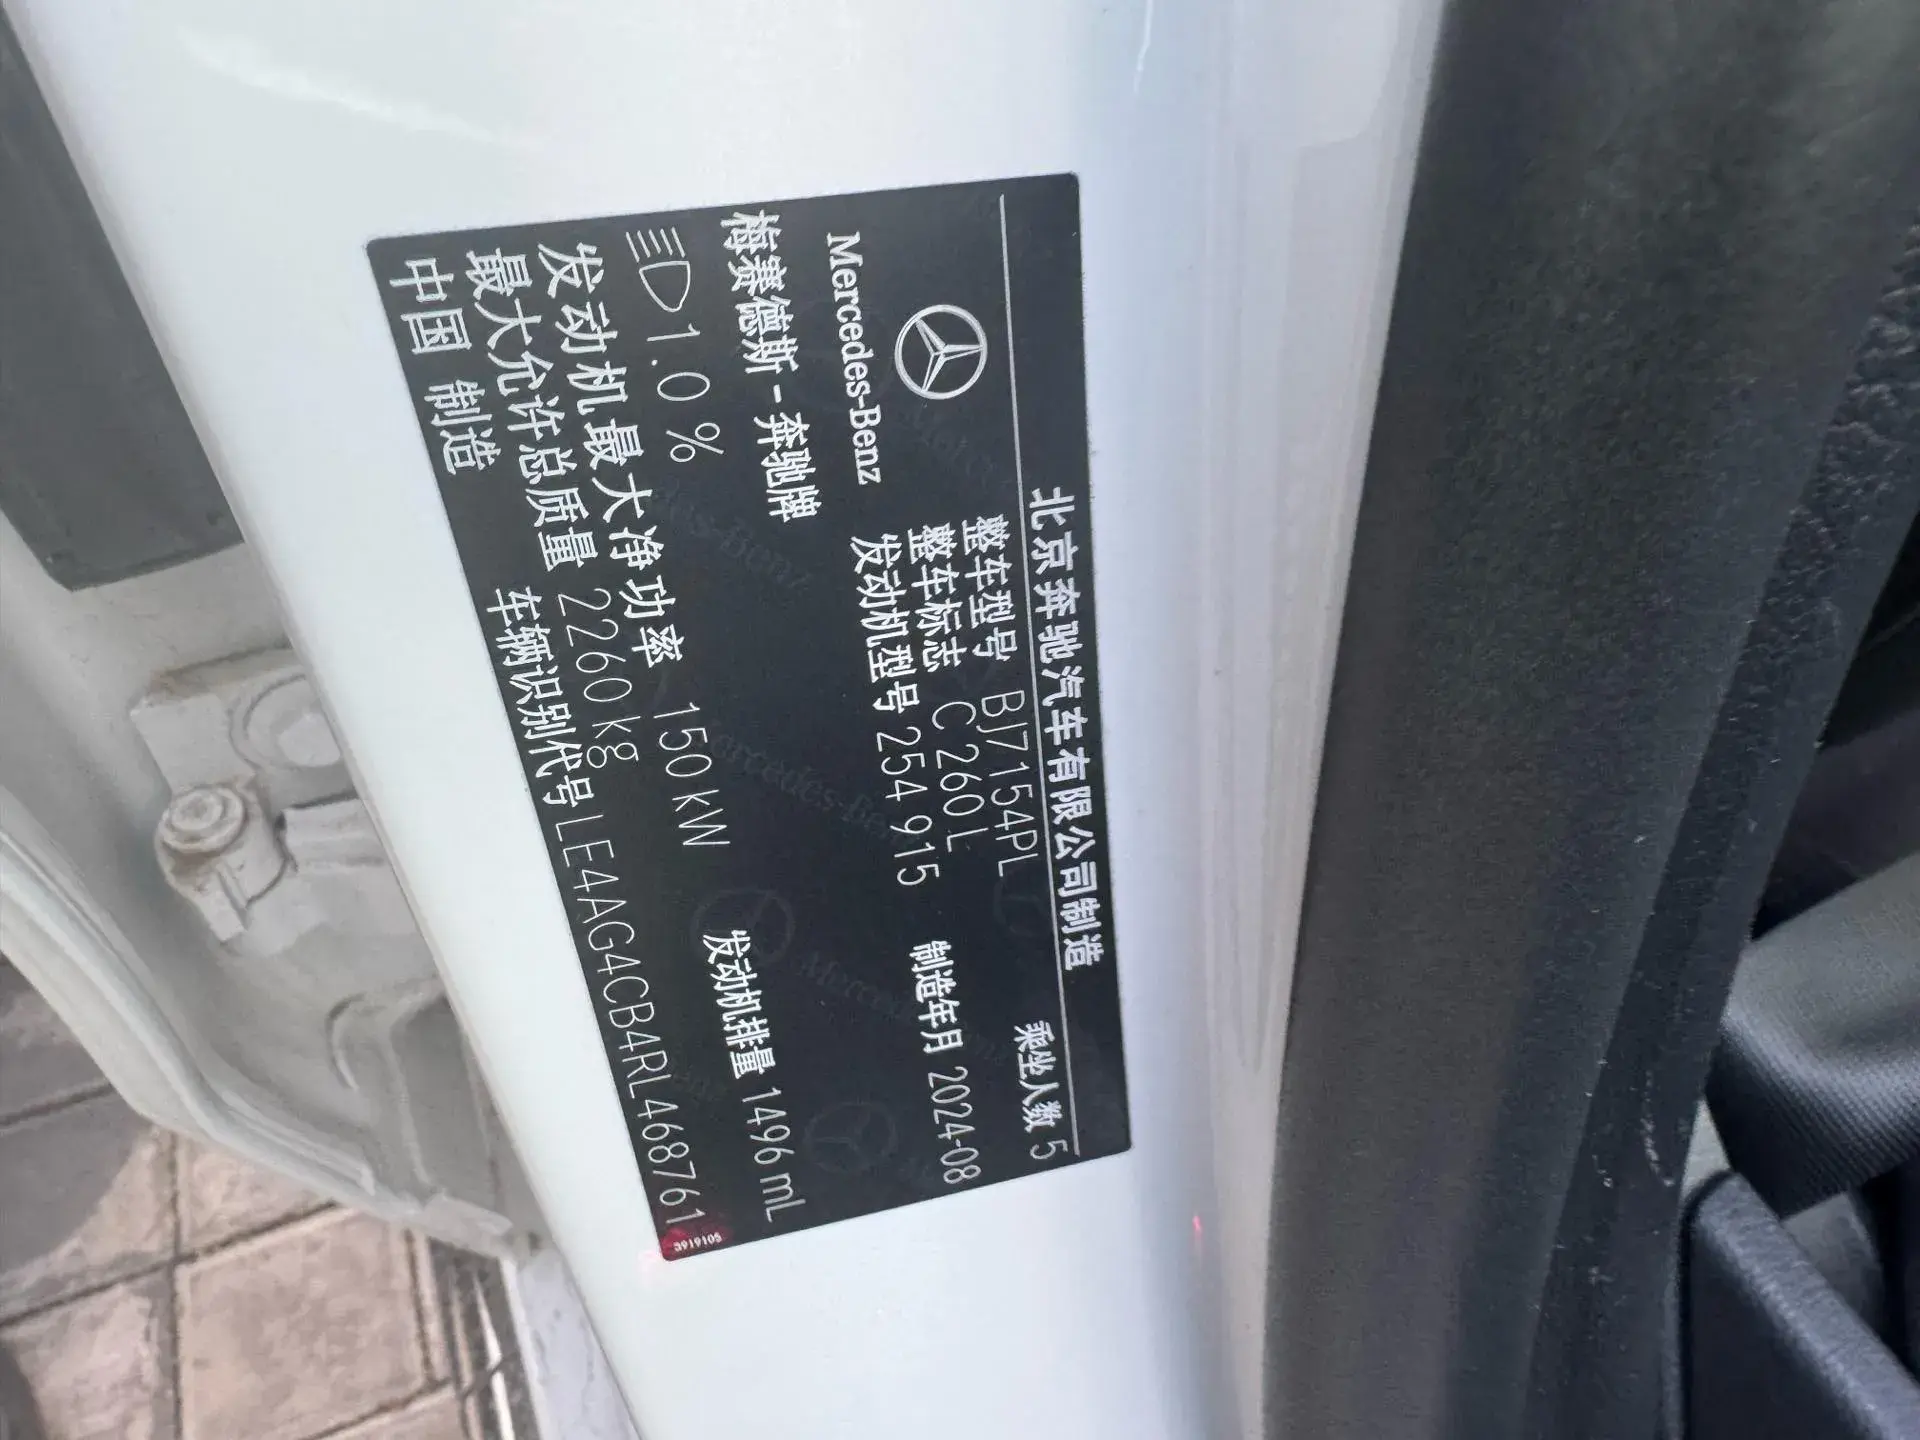 北京奔驰汽车有限公司制造
Mercedes-Benz
梅赛德斯-奔驰牌
整车型号 BJ7154PL
乘坐人数 5
整车标志 C 260 L
发动机型号 254 915
制造年月 2024-08
1.0%
发动机最大净功率 150 kW
发动机排量 1496 mL
最大允许总质量 2260 kg
中国 制造
车辆识别代号 LE4AG4CB4RL468761
3919105